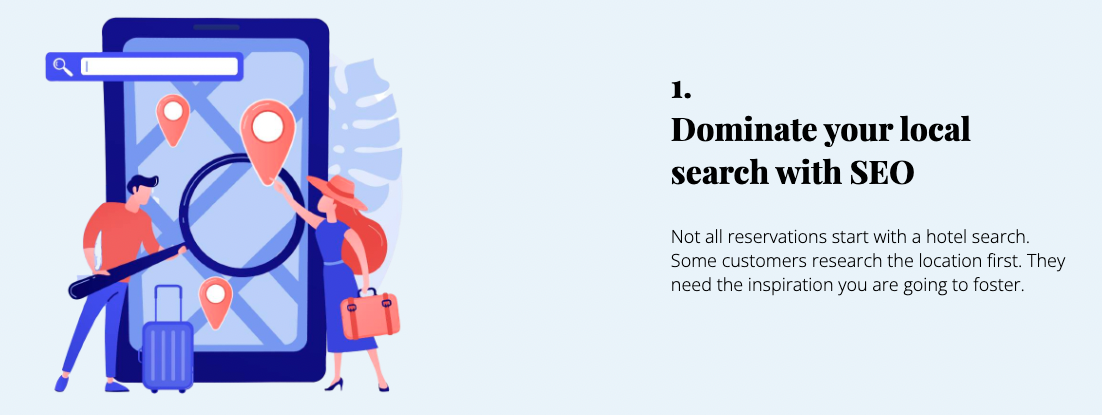 1.
Dominate your local
search with SEO
Not all reservations start with a hotel search.
Some customers research the location first. They
need the inspiration you are going to foster.